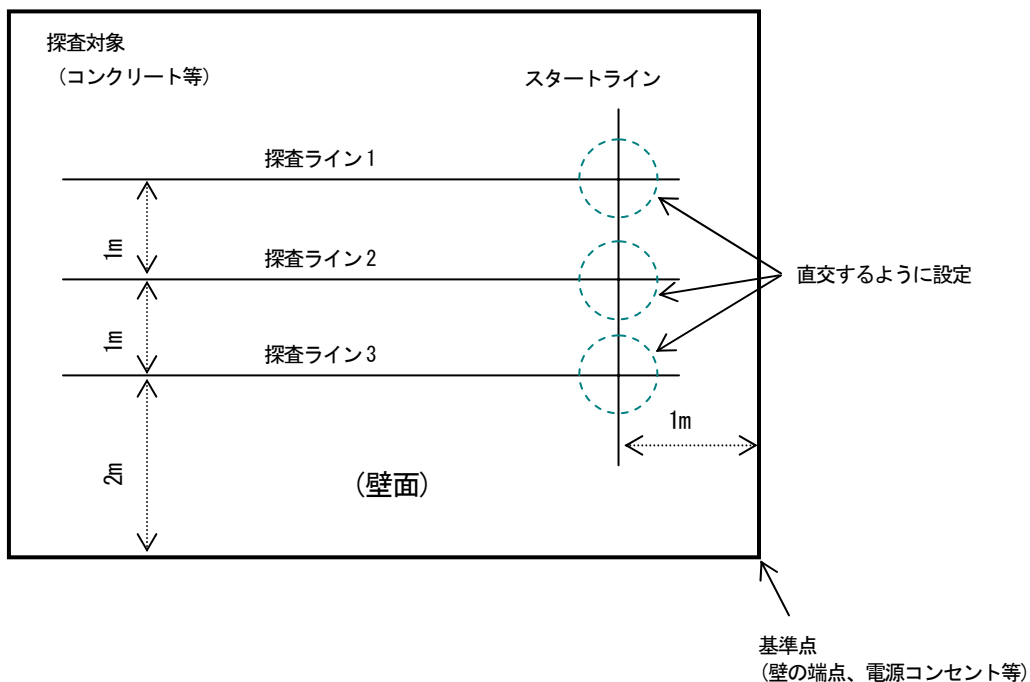 探査対象
（コンクリート等）
スタートライン
探査ライン1
1m
探査ライン2
直交するように設定
1m
探査ライン3
1m
2m
（壁面）
基準点
（壁の端点、電源コンセント等）